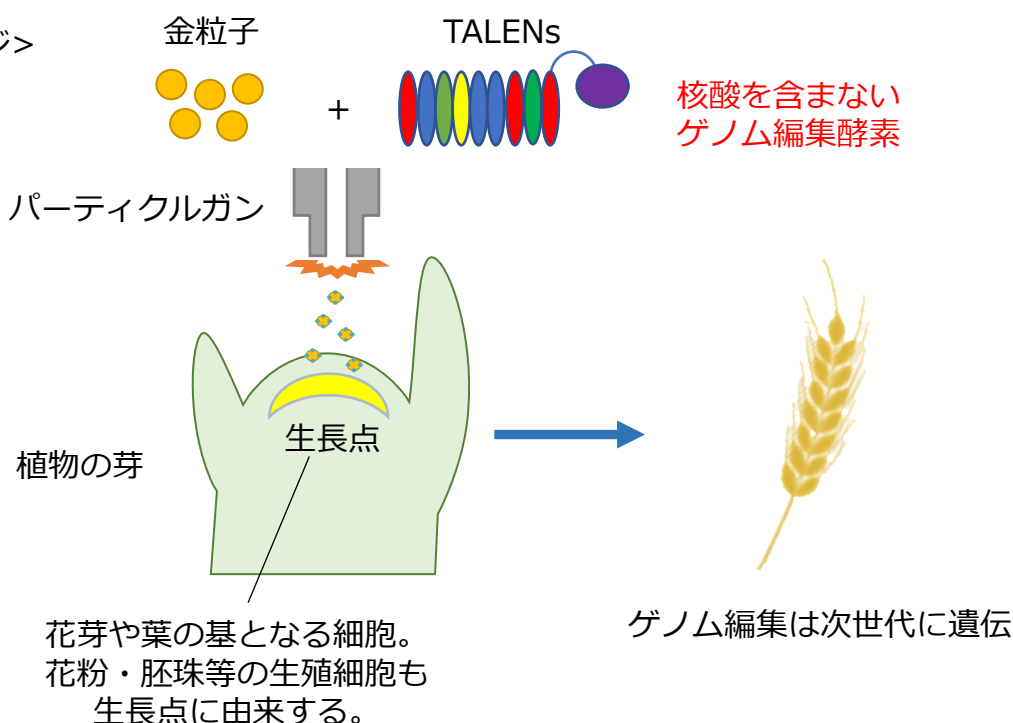 ジ>
金粒子
TALENs
+
核酸を含まない
ゲノム編集酵素
パーティクルガン
生長点
植物の芽
花芽や葉の基となる細胞。
花粉・胚珠等の生殖細胞も
生長点に由来する。
ゲノム編集は次世代に遺伝